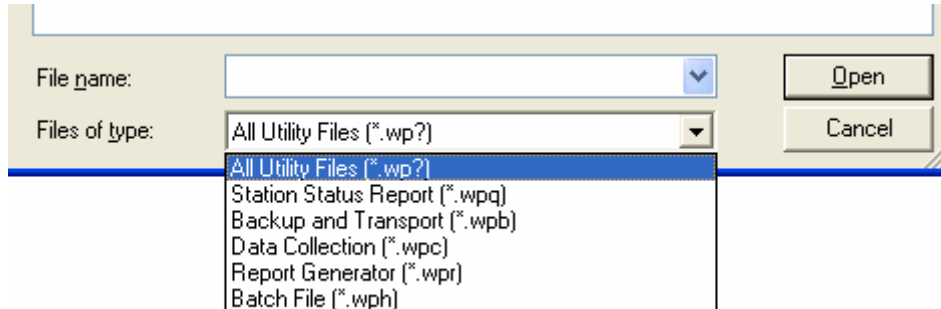 File name:
Open
Files of type:
All Utility Files (*.wp?)
Cancel
All Utility Files (*.wp?)
Station Status Report (*.wpq)
Backup and Transport (*.wpb)
Data Collection (*.wpc)
Report Generator (*.wpr)
Batch File (*.wph)